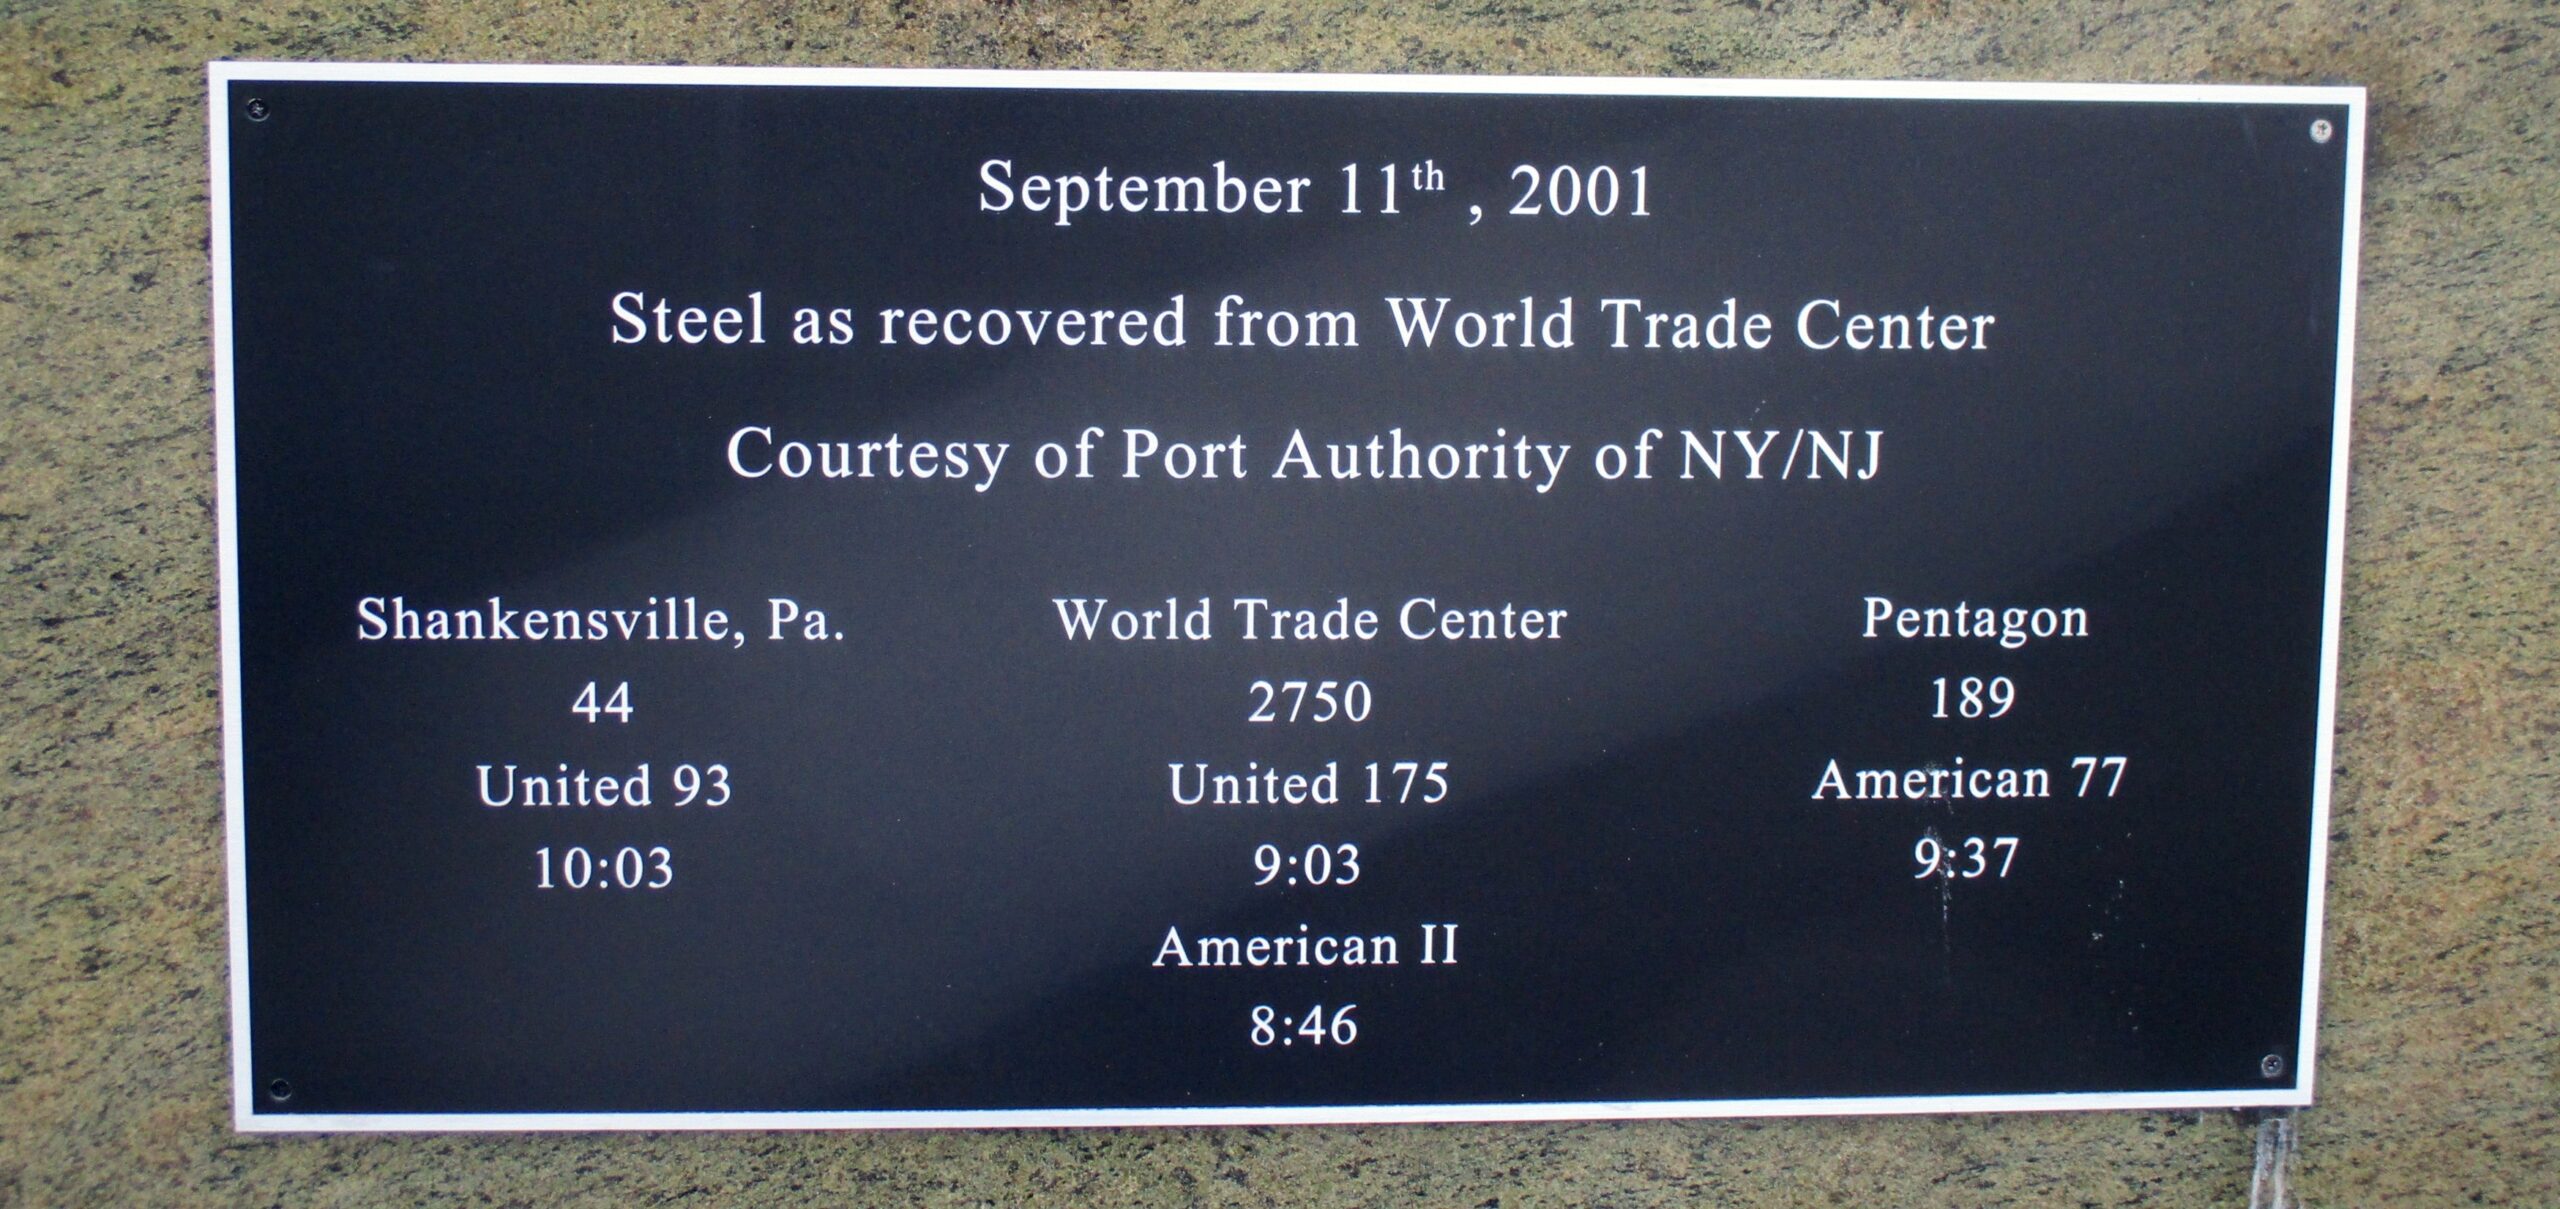 September 11th , 2001
Steel as recovered from World Trade Center
Courtesy of Port Authority of NY/NJ
Shankensville, Pa.
44
United 93
10:03
World Trade Center
2750
United 175
9:03
American II
8:46
Pentagon
189
American 77
9:37